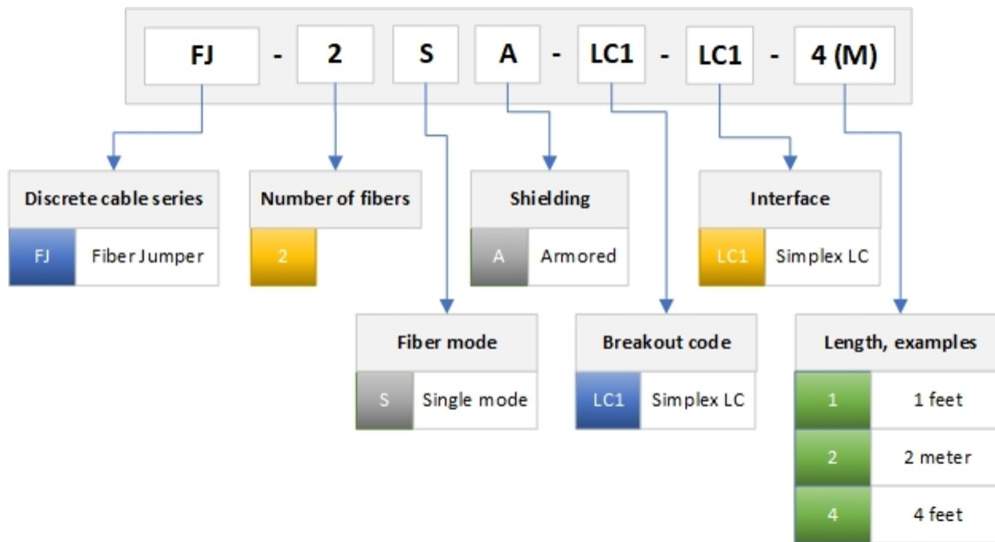 FJ - 2 S A - LC1 - LC1 - 4 (M)
Discrete cable series
FJ Fiber Jumper
Number of fibers
2
Shielding
A Armored
Interface
LC1 Simplex LC
Fiber mode
S Single mode
Breakout code
LC1 Simplex LC
Length, examples
1 1 feet
2 2 meter
4 4 feet